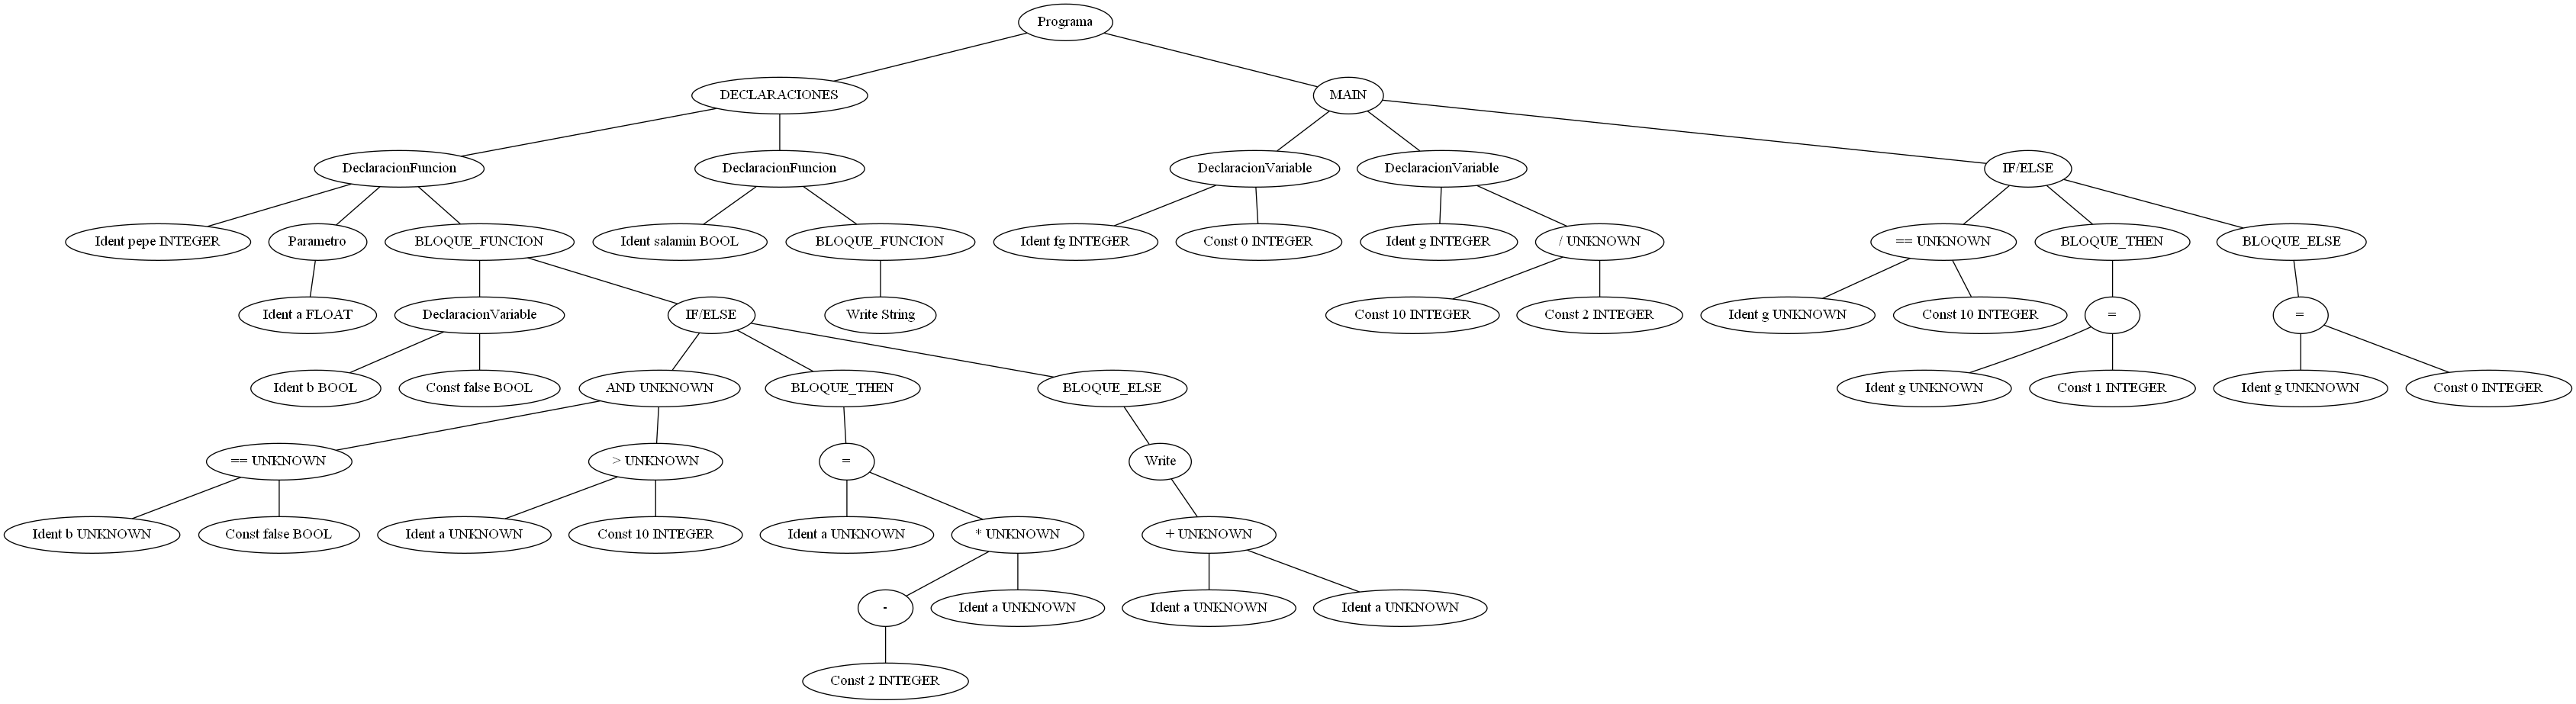 Programa
DECLARACIONES
MAIN
DeclaracionFuncion
DeclaracionFuncion
DeclaracionVariable
DeclaracionVariable
IF/ELSE
Ident pepe INTEGER
Parametro
BLOQUE_FUNCION
Ident salamin BOOL
BLOQUE_FUNCION
Ident fg INTEGER
Const 0 INTEGER
Ident g INTEGER
/ UNKNOWN
== UNKNOWN
BLOQUE_THEN
BLOQUE_ELSE
Ident a FLOAT
DeclaracionVariable
IF/ELSE
Write String
Const 10 INTEGER
Const 2 INTEGER
Ident g UNKNOWN
Const 10 INTEGER
=
=
Ident b BOOL
Const false BOOL
AND UNKNOWN
BLOQUE_THEN
BLOQUE_ELSE
Ident g UNKNOWN
Const 1 INTEGER
Ident g UNKNOWN
Const 0 INTEGER
== UNKNOWN
> UNKNOWN
=
Write
Ident b UNKNOWN
Const false BOOL
Ident a UNKNOWN
Const 10 INTEGER
Ident a UNKNOWN
* UNKNOWN
+ UNKNOWN
-
Ident a UNKNOWN
Ident a UNKNOWN
Ident a UNKNOWN
Const 2 INTEGER